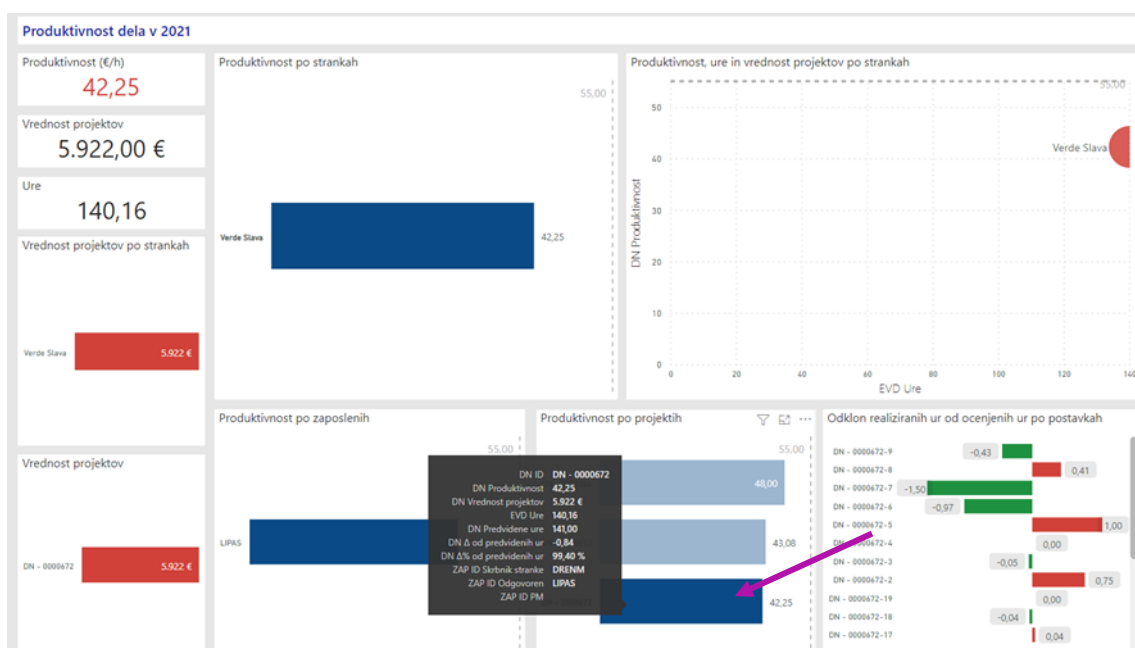 Produktivnost dela v 2021
Produktivnost (€/h)
42,25
Vrednost projektov
5.922,00 €
Ure
140,16
Vrednost projektov po strankah
Verde Slava
5.922 €
Vrednost projektov
DN - 0000672
5.922 €
Produktivnost po strankah
55,00
Verde Slava
42,25
Produktivnost, ure in vrednost projektov po strankah
55,00
50
40
30
20
10
0
DN Produktivnost
Verde Slava
0
20
40
60
80
100
120
140
EVD Ure
Produktivnost po zaposlenih
55,00
LIPAS
DN ID DN - 0000672
DN Produktivnost 42,25
DN Vrednost projektov 5.922 €
EVD Ure 140,16
DN Predvidene ure 141,00
DN Δ od predvidenih ur -0,84
DN Δ% od predvidenih ur 99,40 %
ZAP ID Skrbnik stranke DRENM
ZAP ID Odgovoren LIPAS
ZAP ID PM
Produktivnost po projektih
55,00
48,00
43,08
42,25
Odklon realiziranih ur od ocenjenih ur po postavkah
DN - 0000672-9 -0,43
DN - 0000672-8 0,41
DN - 0000672-7 -1,50
DN - 0000672-6 -0,97
DN - 0000672-5 1,00
DN - 0000672-4 0,00
DN - 0000672-3 -0,05
DN - 0000672-2 0,75
DN - 0000672-19 0,00
DN - 0000672-18 -0,04
DN - 0000672-17 0,04